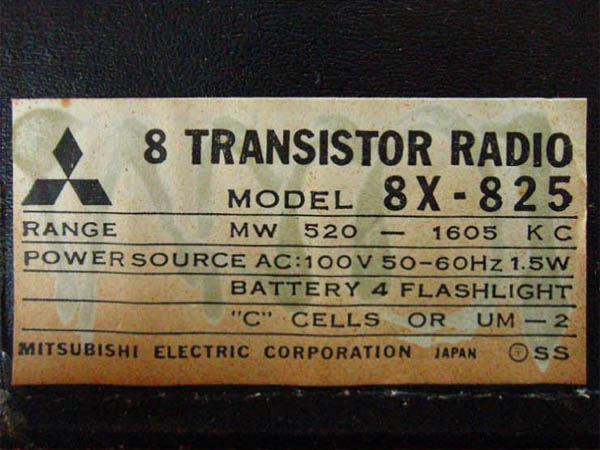 8 TRANSISTOR RADIO
MODEL 8X-825
RANGE MW 520 — 1605 KC
POWER SOURCE AC:100V 50-60Hz 1.5W
BATTERY 4 FLASHLIGHT
"C" CELLS OR UM-2
MITSUBISHI ELECTRIC CORPORATION JAPAN SS